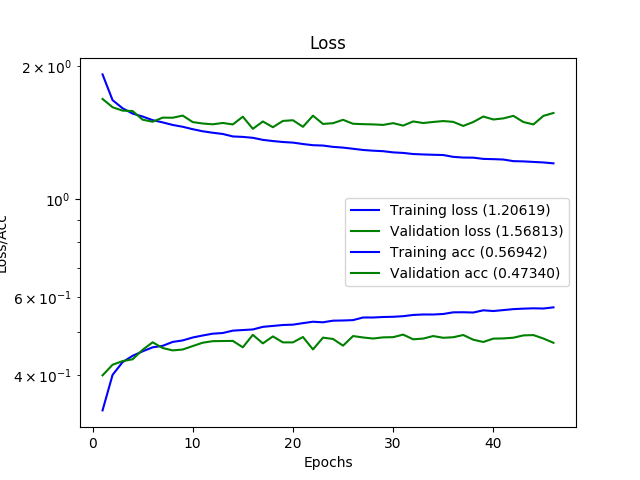 Loss
2 × 10⁰
10⁰
6 × 10⁻¹
4 × 10⁻¹
Loss/Acc
Training loss (1.20619)
Validation loss (1.56813)
Training acc (0.56942)
Validation acc (0.47340)
0 10 20 30 40
Epochs